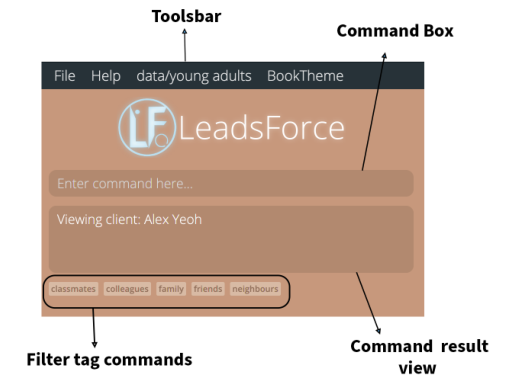 Toolsbar
Command Box
File Help data/young adults BookTheme
LF LeadsForce
Enter command here...
Viewing client: Alex Yeoh
classmates colleagues family friends neighbours
Filter tag commands
Command result
view